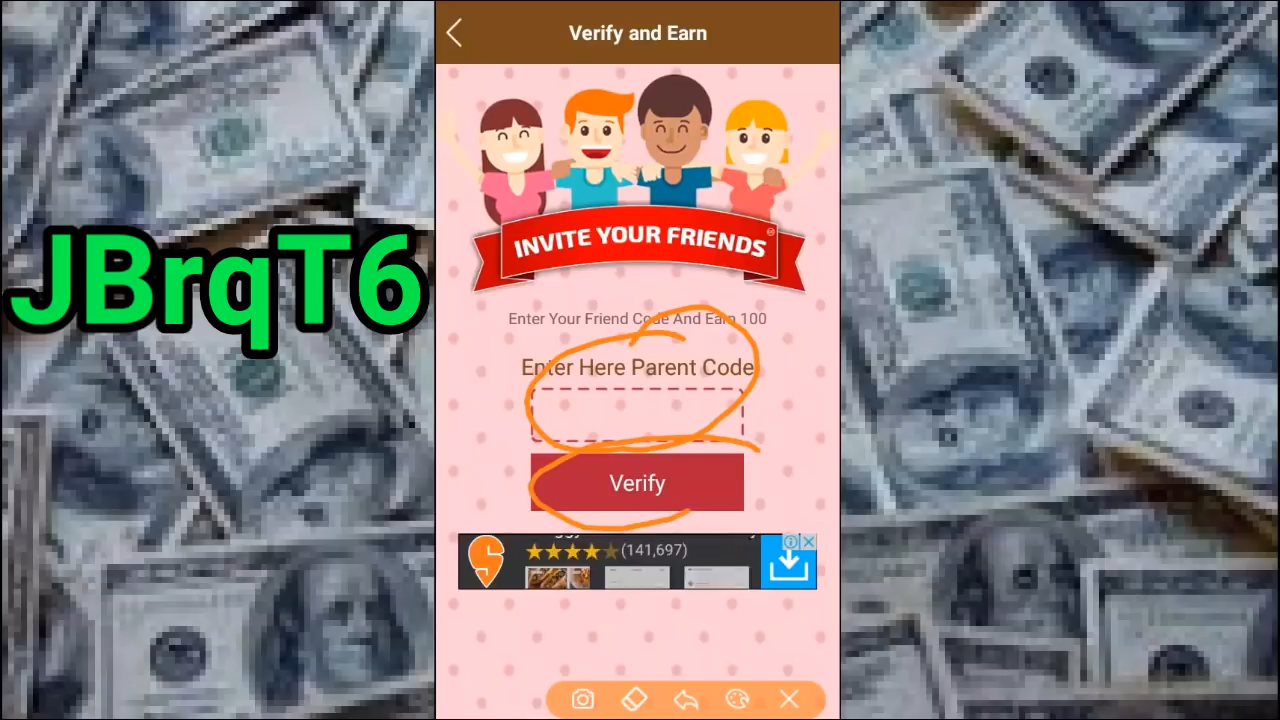 Verify and Earn
JBrqT6
INVITE YOUR FRIENDS
Enter Your Friend Code And Earn 100
Enter Here Parent Code
Verify
(141,697)